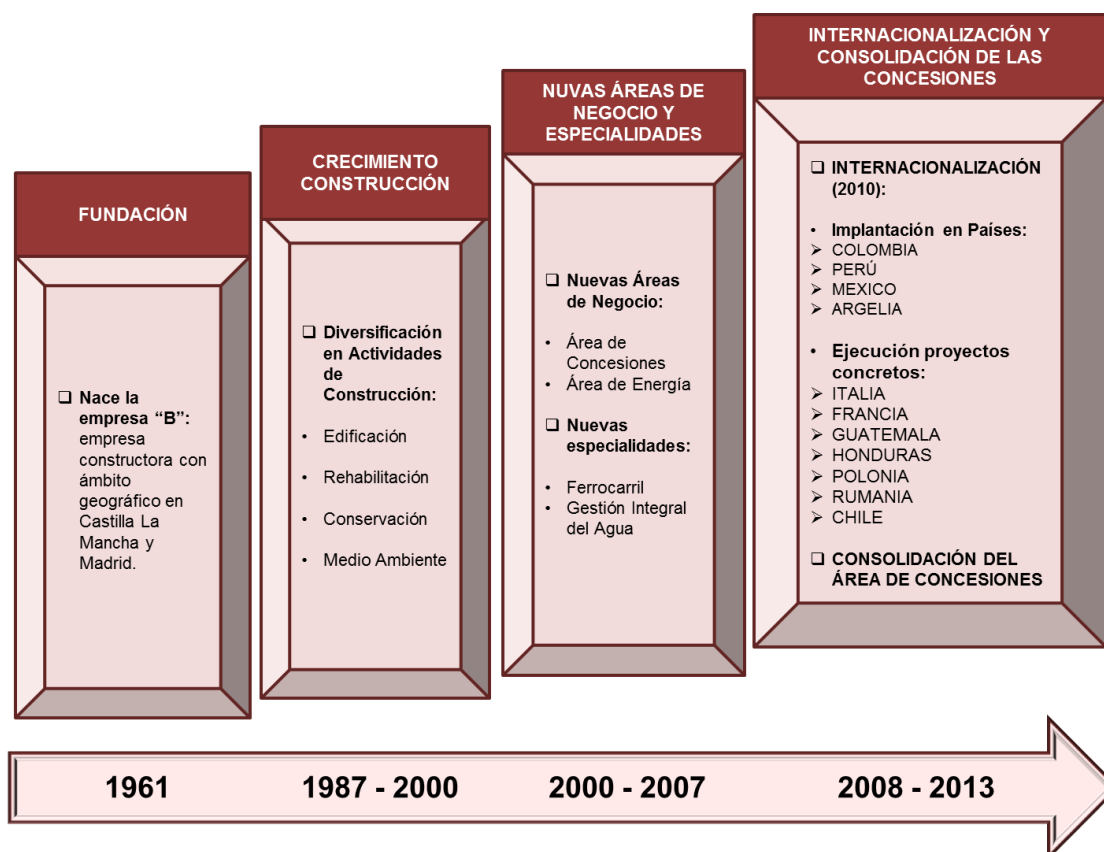 FUNDACIÓN
❑ Nace la
empresa “B”:
empresa
constructora con
ámbito
geográfico en
Castilla La
Mancha y
Madrid.
CRECIMIENTO
CONSTRUCCIÓN
❑ Diversificación
en Actividades
de
Construcción:
• Edificación
• Rehabilitación
• Conservación
• Medio Ambiente
NUVAS ÁREAS DE
NEGOCIO Y
ESPECIALIDADES
❑ Nuevas Áreas
de Negocio:
• Área de
Concesiones
• Área de Energía
❑ Nuevas
especialidades:
• Ferrocarril
• Gestión Integral
del Agua
INTERNACIONALIZACIÓN Y
CONSOLIDACIÓN DE LAS
CONCESIONES
❑ INTERNACIONALIZACIÓN
(2010):
• Implantación en Países:
➢ COLOMBIA
➢ PERÚ
➢ MEXICO
➢ ARGELIA
• Ejecución proyectos
concretos:
➢ ITALIA
➢ FRANCIA
➢ GUATEMALA
➢ HONDURAS
➢ POLONIA
➢ RUMANIA
➢ CHILE
❑ CONSOLIDACIÓN DEL
ÁREA DE CONCESIONES
1961
1987 - 2000
2000 - 2007
2008 - 2013